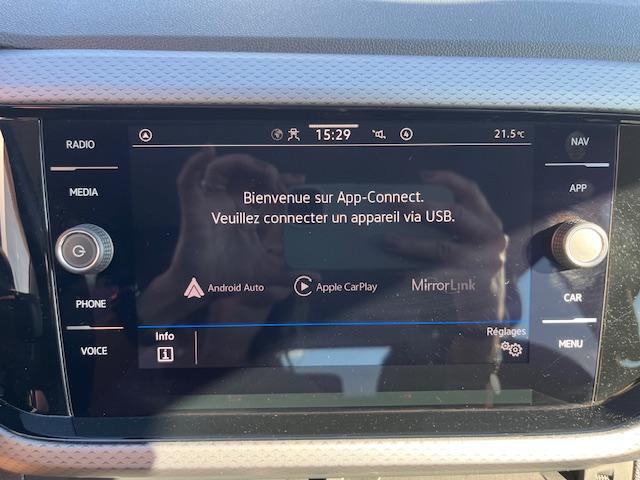 RADIO
MEDIA
PHONE
VOICE
15:29
4
21.5°C
Bienvenue sur App-Connect.
Veuillez connecter un appareil via USB.
Android Auto
Apple CarPlay
MirrorLink
Info
i
Réglages
NAV
APP
CAR
MENU